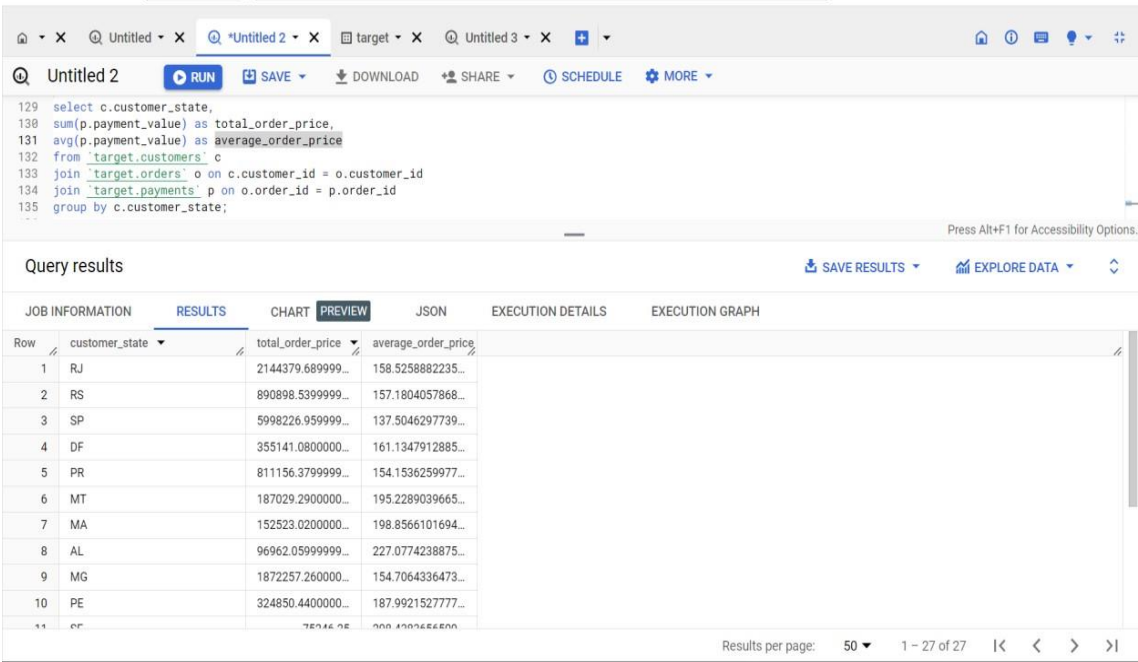 Untitled *Untitled 2 target Untitled 3
Untitled 2 RUN SAVE DOWNLOAD SHARE SCHEDULE MORE
129 select c.customer_state,
130 sum(p.payment_value) as total_order_price,
131 avg(p.payment_value) as average_order_price
132 from `target.customers` c
133 join `target.orders` o on c.customer_id = o.customer_id
134 join `target.payments` p on o.order_id = p.order_id
135 group by c.customer_state;
Press Alt+F1 for Accessibility Options.
Query results SAVE RESULTS EXPLORE DATA
JOB INFORMATION RESULTS CHART PREVIEW JSON EXECUTION DETAILS EXECUTION GRAPH
Row customer_state total_order_price average_order_price
1 RJ 2144379.689999... 158.5258882235...
2 RS 890898.5399999... 157.1804057868...
3 SP 5998226.959999... 137.5046297739...
4 DF 355141.0800000... 161.1347912885...
5 PR 811156.3799999... 154.1536259977...
6 MT 187029.2900000... 195.2289039665...
7 MA 152523.0200000... 198.8566101694...
8 AL 96962.05999999... 227.0774238875...
9 MG 1872257.260000... 154.7064336473...
10 PE 324850.4400000... 187.9921527777...
11 SE 75246.25
Results per page: 50 1 – 27 of 27